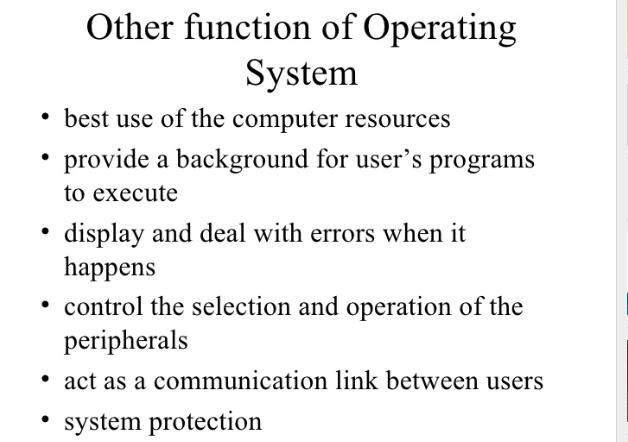 Other function of Operating
System
• best use of the computer resources
• provide a background for user’s programs
to execute
• display and deal with errors when it
happens
• control the selection and operation of the
peripherals
• act as a communication link between users
• system protection